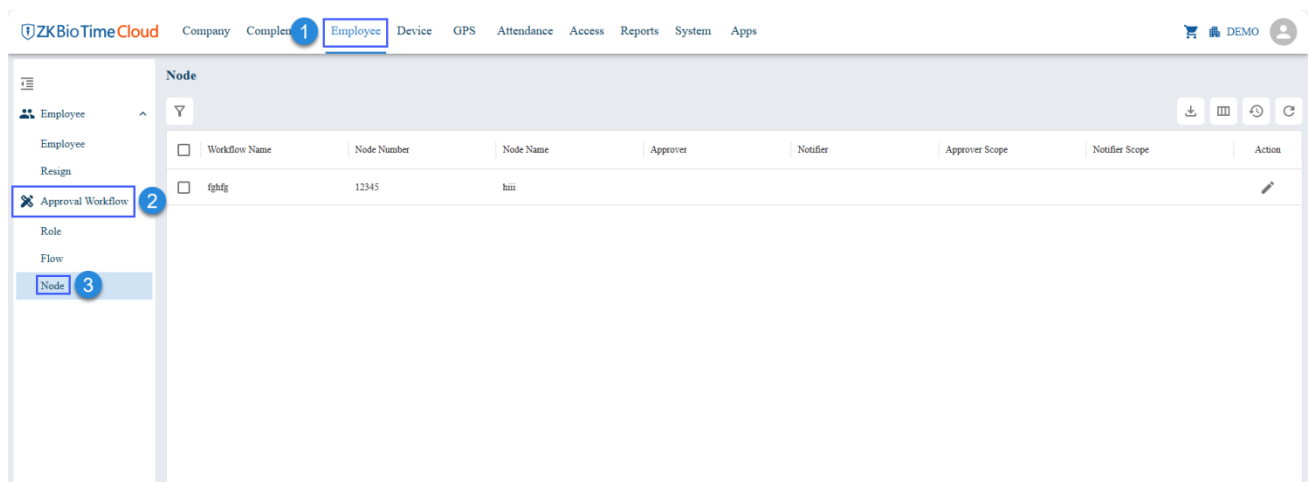 ZKBioTime Cloud Company Complen 1 Employee Device GPS Attendance Access Reports System Apps DEMO
Node
Employee
Employee
Resign
Approval Workflow 2
Role
Flow
Node 3
Workflow Name Node Number Node Name Approver Notifier Approver Scope Notifier Scope Action
fghfg 12345 hiii